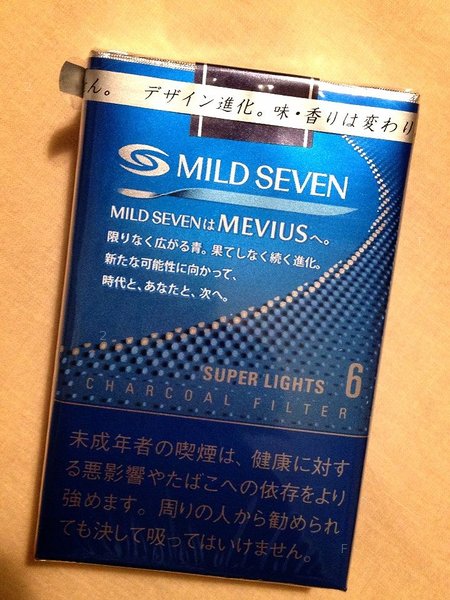 ん。 デザイン進化。味・香りは変わり
MILD SEVEN
MILD SEVENはMEVIUSへ。
限りなく広がる青。果てしなく続く進化。
新たな可能性に向かって、
時代と、あなたと、次へ。
2
SUPER LIGHTS 6
CHARCOAL FILTER
未成年者の喫煙は、健康に対す
る悪影響やたばこへの依存をより
強めます。周りの人から勧められ
ても決して吸ってはいけません。
F